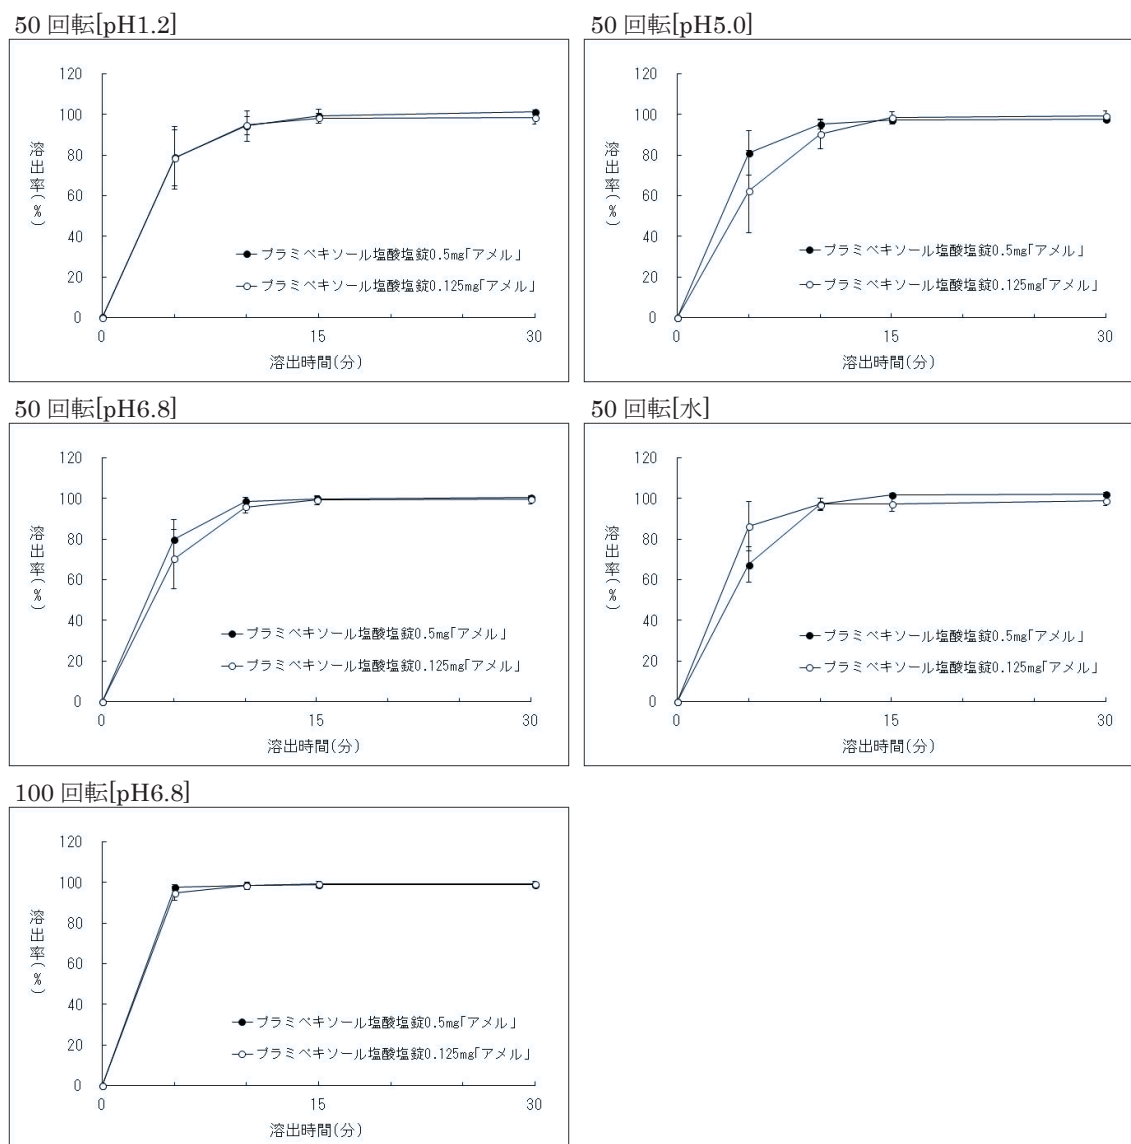 50 回転[pH1.2]
120
100
80
60
40
20
0
溶出率(%)
プラミペキソール塩酸塩錠0.5mg「アメル」
プラミペキソール塩酸塩錠0.125mg「アメル」
0 15 30
溶出時間(分)
50 回転[pH5.0]
120
100
80
60
40
20
0
溶出率(%)
プラミペキソール塩酸塩錠0.5mg「アメル」
プラミペキソール塩酸塩錠0.125mg「アメル」
0 15 30
溶出時間(分)
50 回転[pH6.8]
120
100
80
60
40
20
0
溶出率(%)
プラミペキソール塩酸塩錠0.5mg「アメル」
プラミペキソール塩酸塩錠0.125mg「アメル」
0 15 30
溶出時間(分)
50 回転[水]
120
100
80
60
40
20
0
溶出率(%)
プラミペキソール塩酸塩錠0.5mg「アメル」
プラミペキソール塩酸塩錠0.125mg「アメル」
0 15 30
溶出時間(分)
100 回転[pH6.8]
120
100
80
60
40
20
0
溶出率(%)
プラミペキソール塩酸塩錠0.5mg「アメル」
プラミペキソール塩酸塩錠0.125mg「アメル」
0 15 30
溶出時間(分)